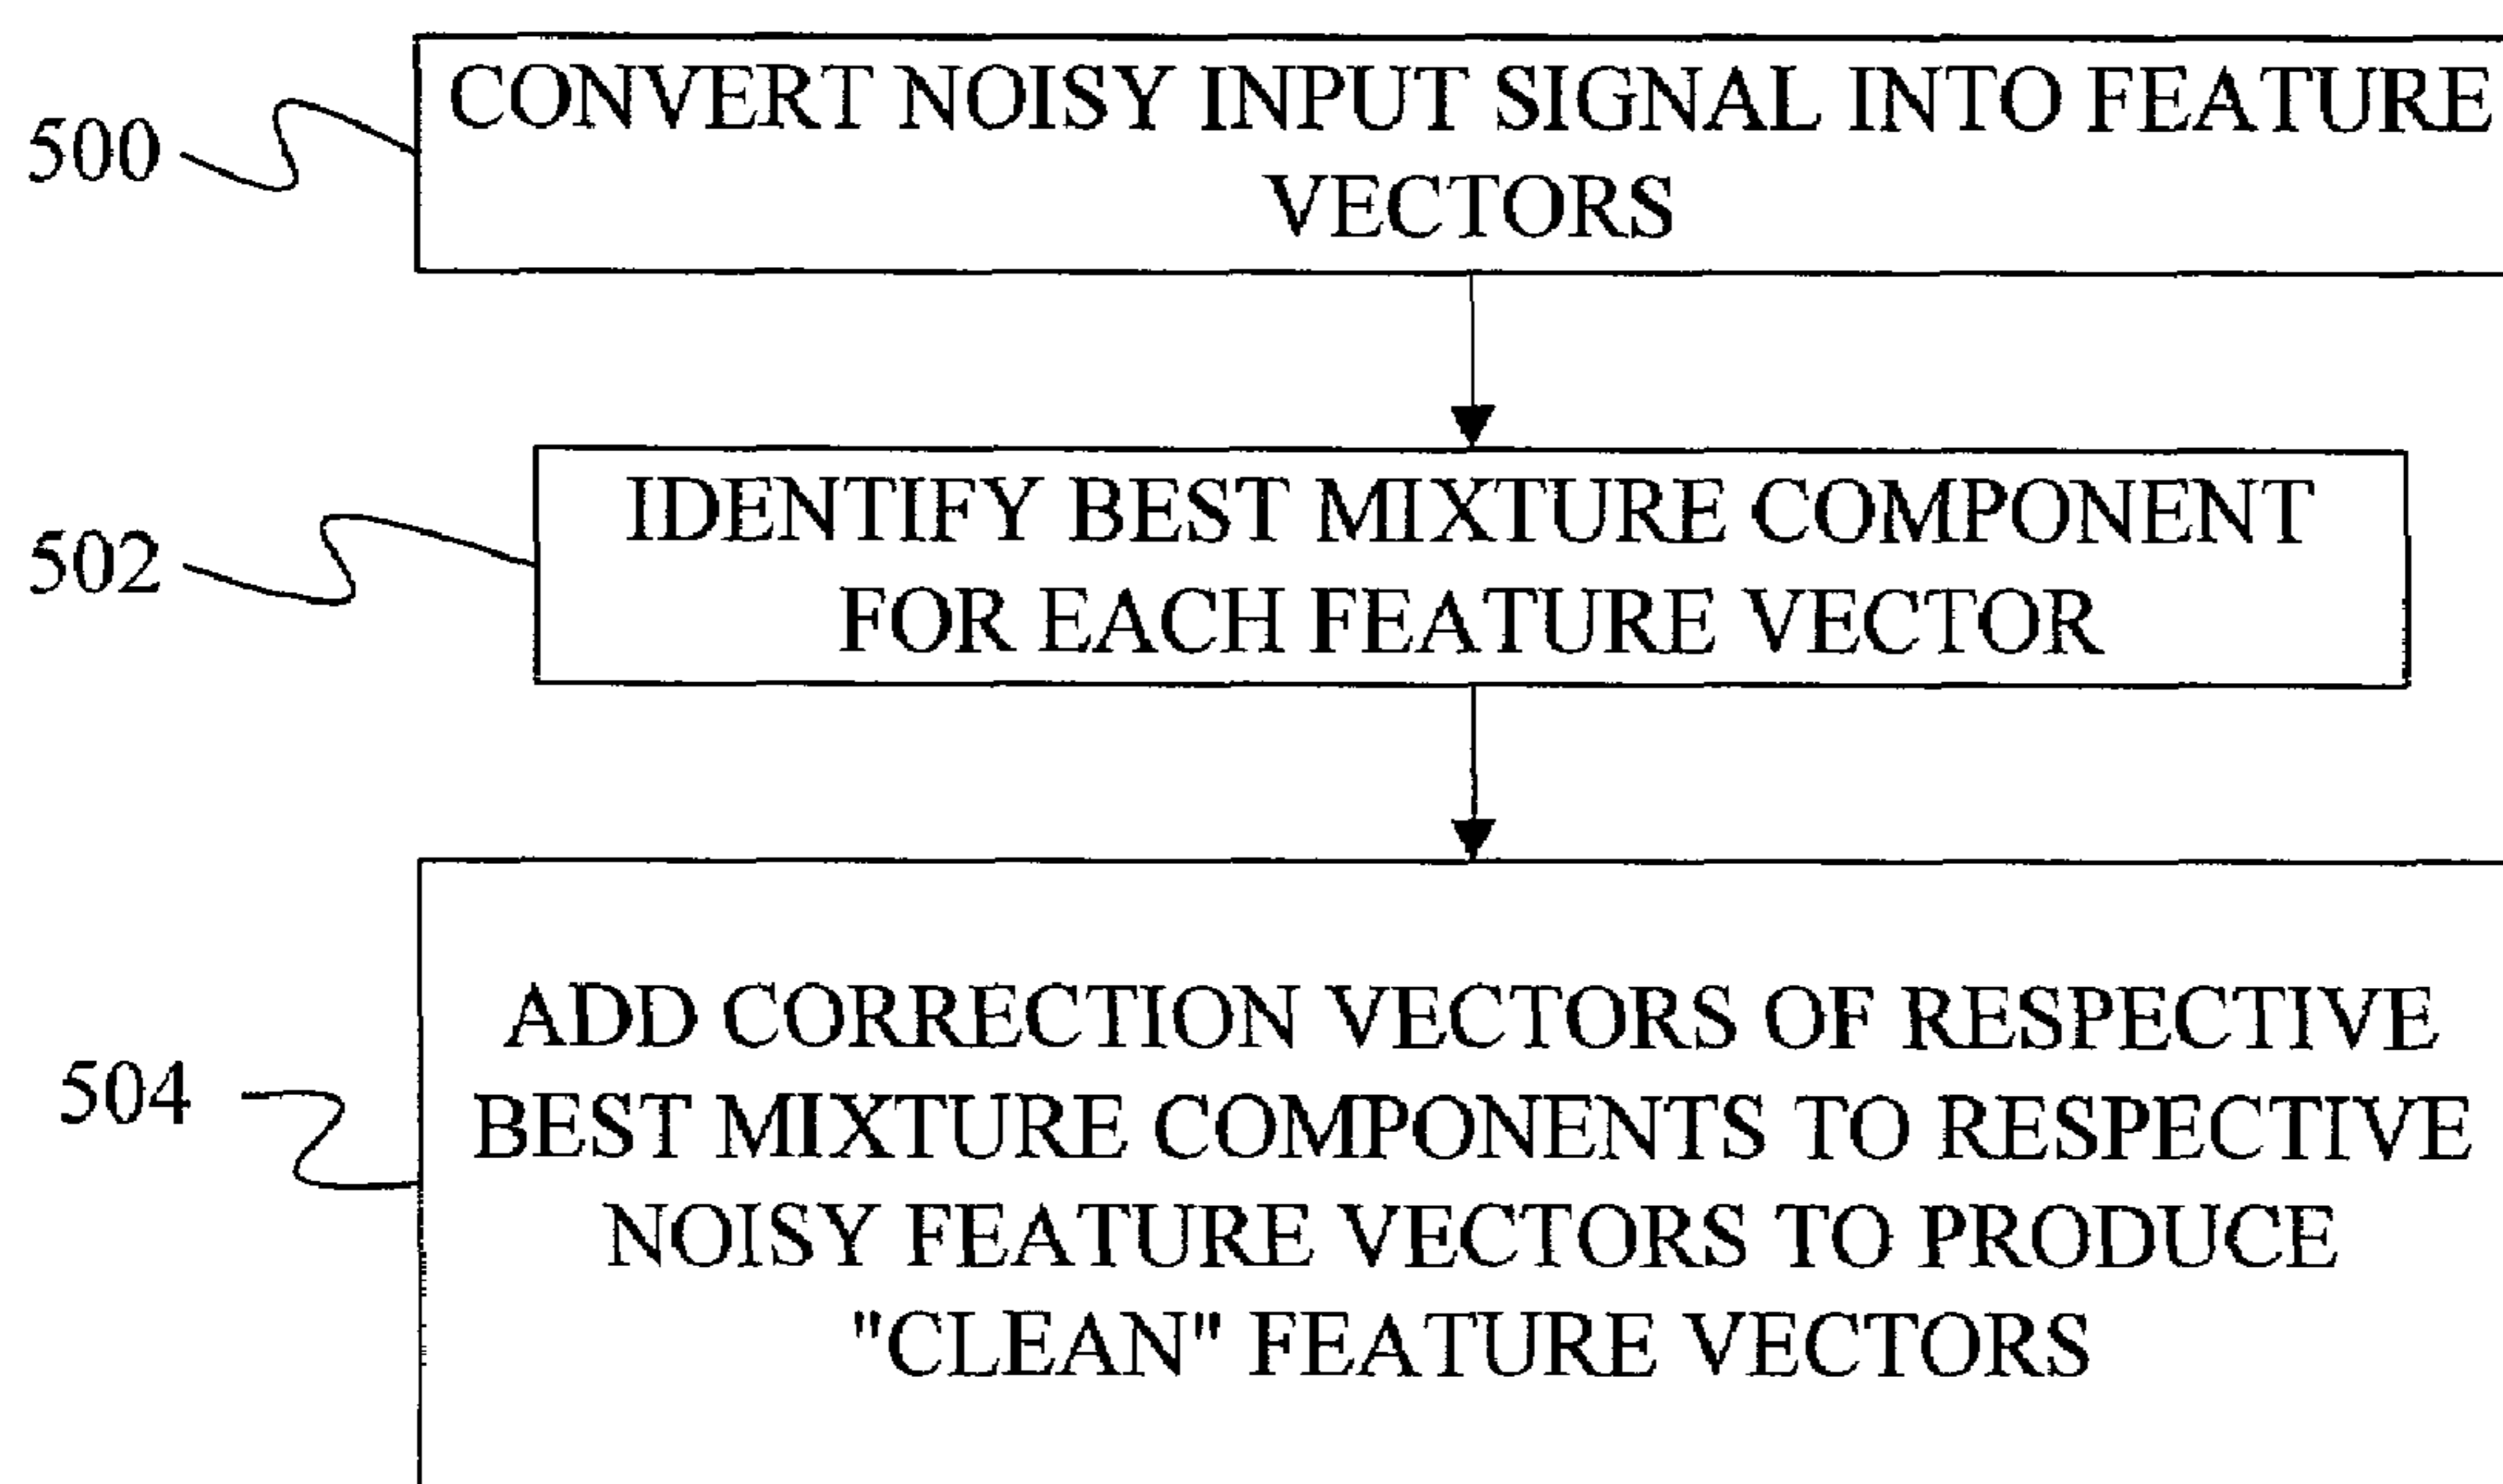 500
CONVERT NOISY INPUT SIGNAL INTO FEATURE
VECTORS
502
IDENTIFY BEST MIXTURE COMPONENT
FOR EACH FEATURE VECTOR
504
ADD CORRECTION VECTORS OF RESPECTIVE
BEST MIXTURE COMPONENTS TO RESPECTIVE
NOISY FEATURE VECTORS TO PRODUCE
"CLEAN" FEATURE VECTORS